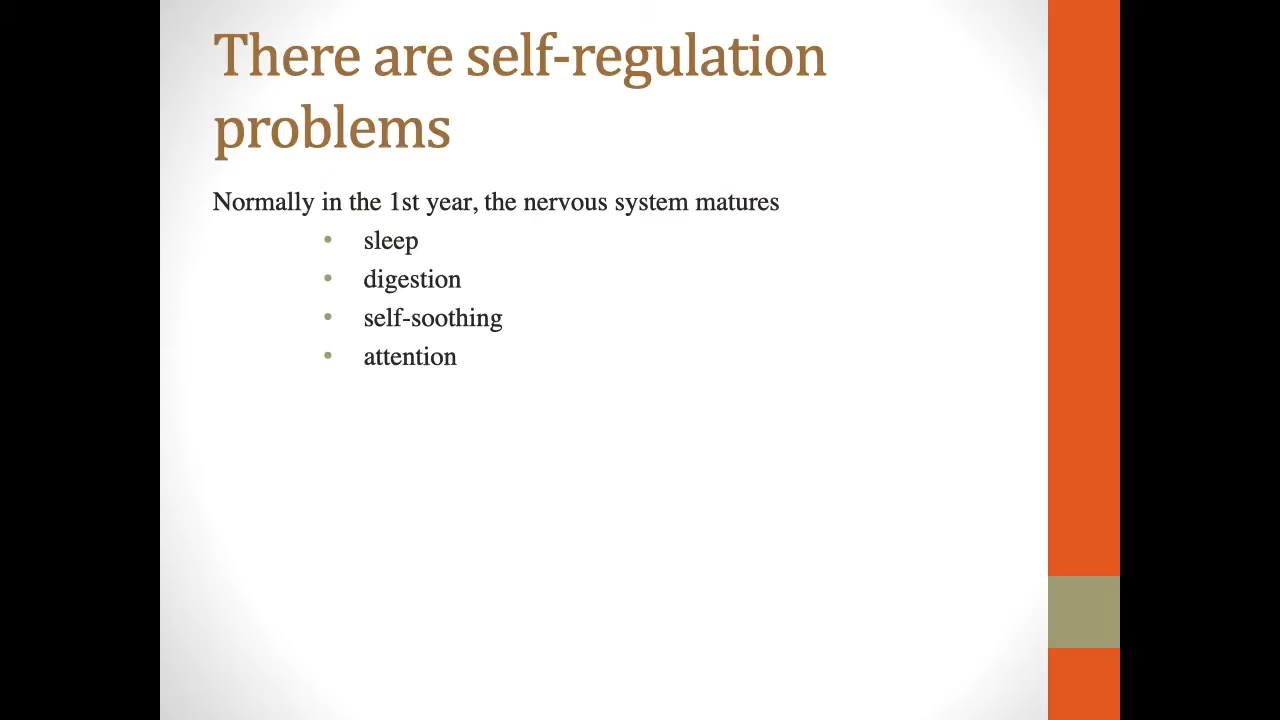 There are self-regulation
problems
Normally in the 1st year, the nervous system matures
• sleep
• digestion
• self-soothing
• attention